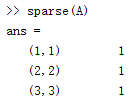 >> sparse(A)
ans =
(1,1) 1
(2,2) 1
(3,3) 1